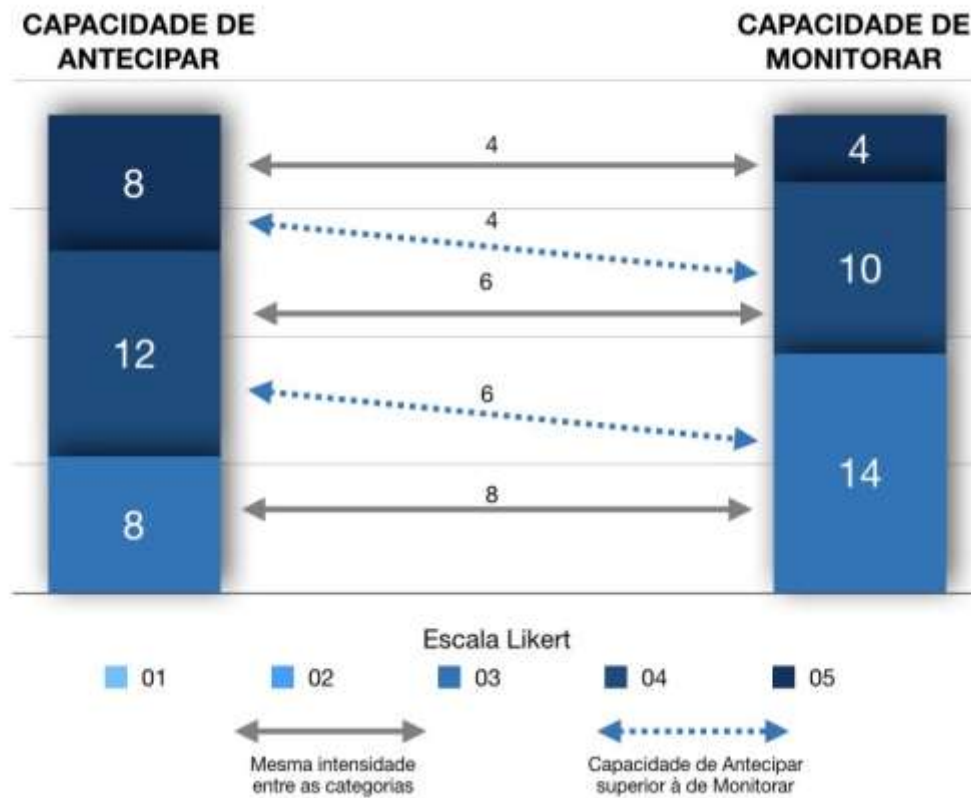 CAPACIDADE DE
ANTECIPAR
CAPACIDADE DE
MONITORAR
8
12
8
4
4
6
6
8
4
10
14
Escala Likert
01 02 03 04 05
Mesma intensidade
entre as categorias
Capacidade de Antecipar
superior à de Monitorar